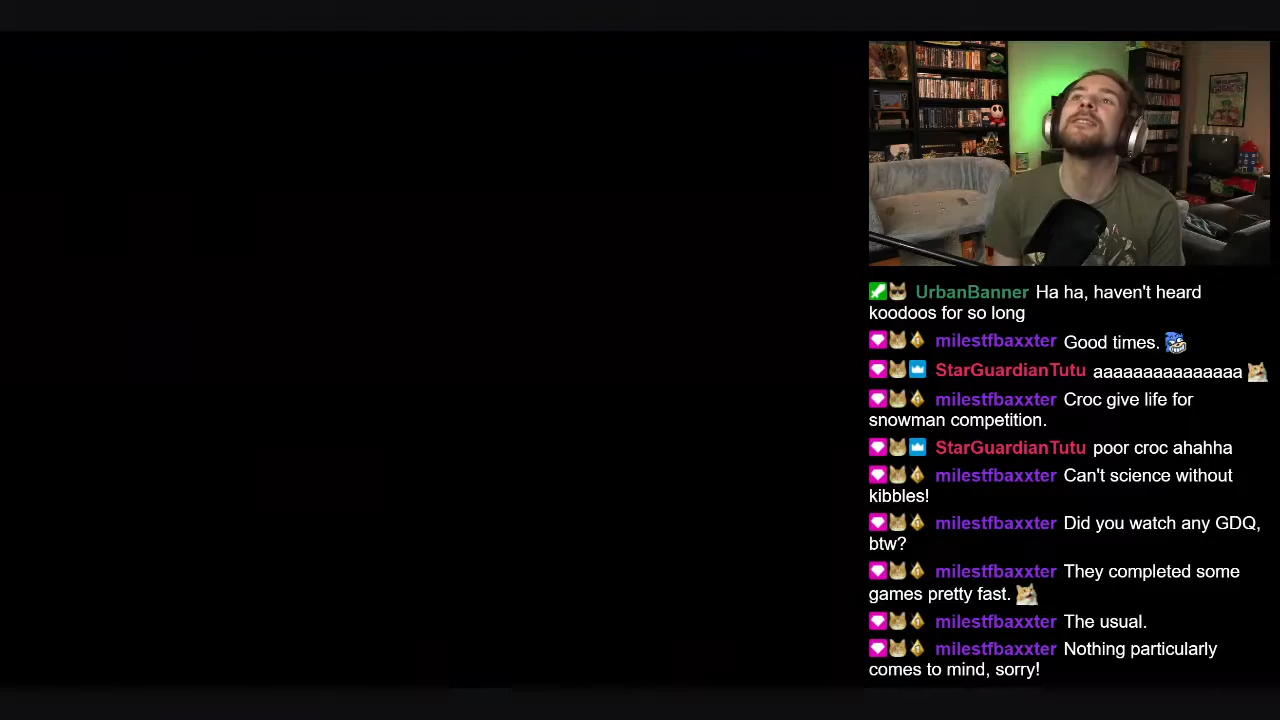 UrbanBanner Ha ha, haven't heard
koodoos for so long
milestfbaxxter Good times.
StarGuardianTutu aaaaaaaaaaaaaaa
milestfbaxxter Croc give life for
snowman competition.
StarGuardianTutu poor croc ahahha
milestfbaxxter Can't science without
kibbles!
milestfbaxxter Did you watch any GDQ,
btw?
milestfbaxxter They completed some
games pretty fast.
milestfbaxxter The usual.
milestfbaxxter Nothing particularly
comes to mind, sorry!